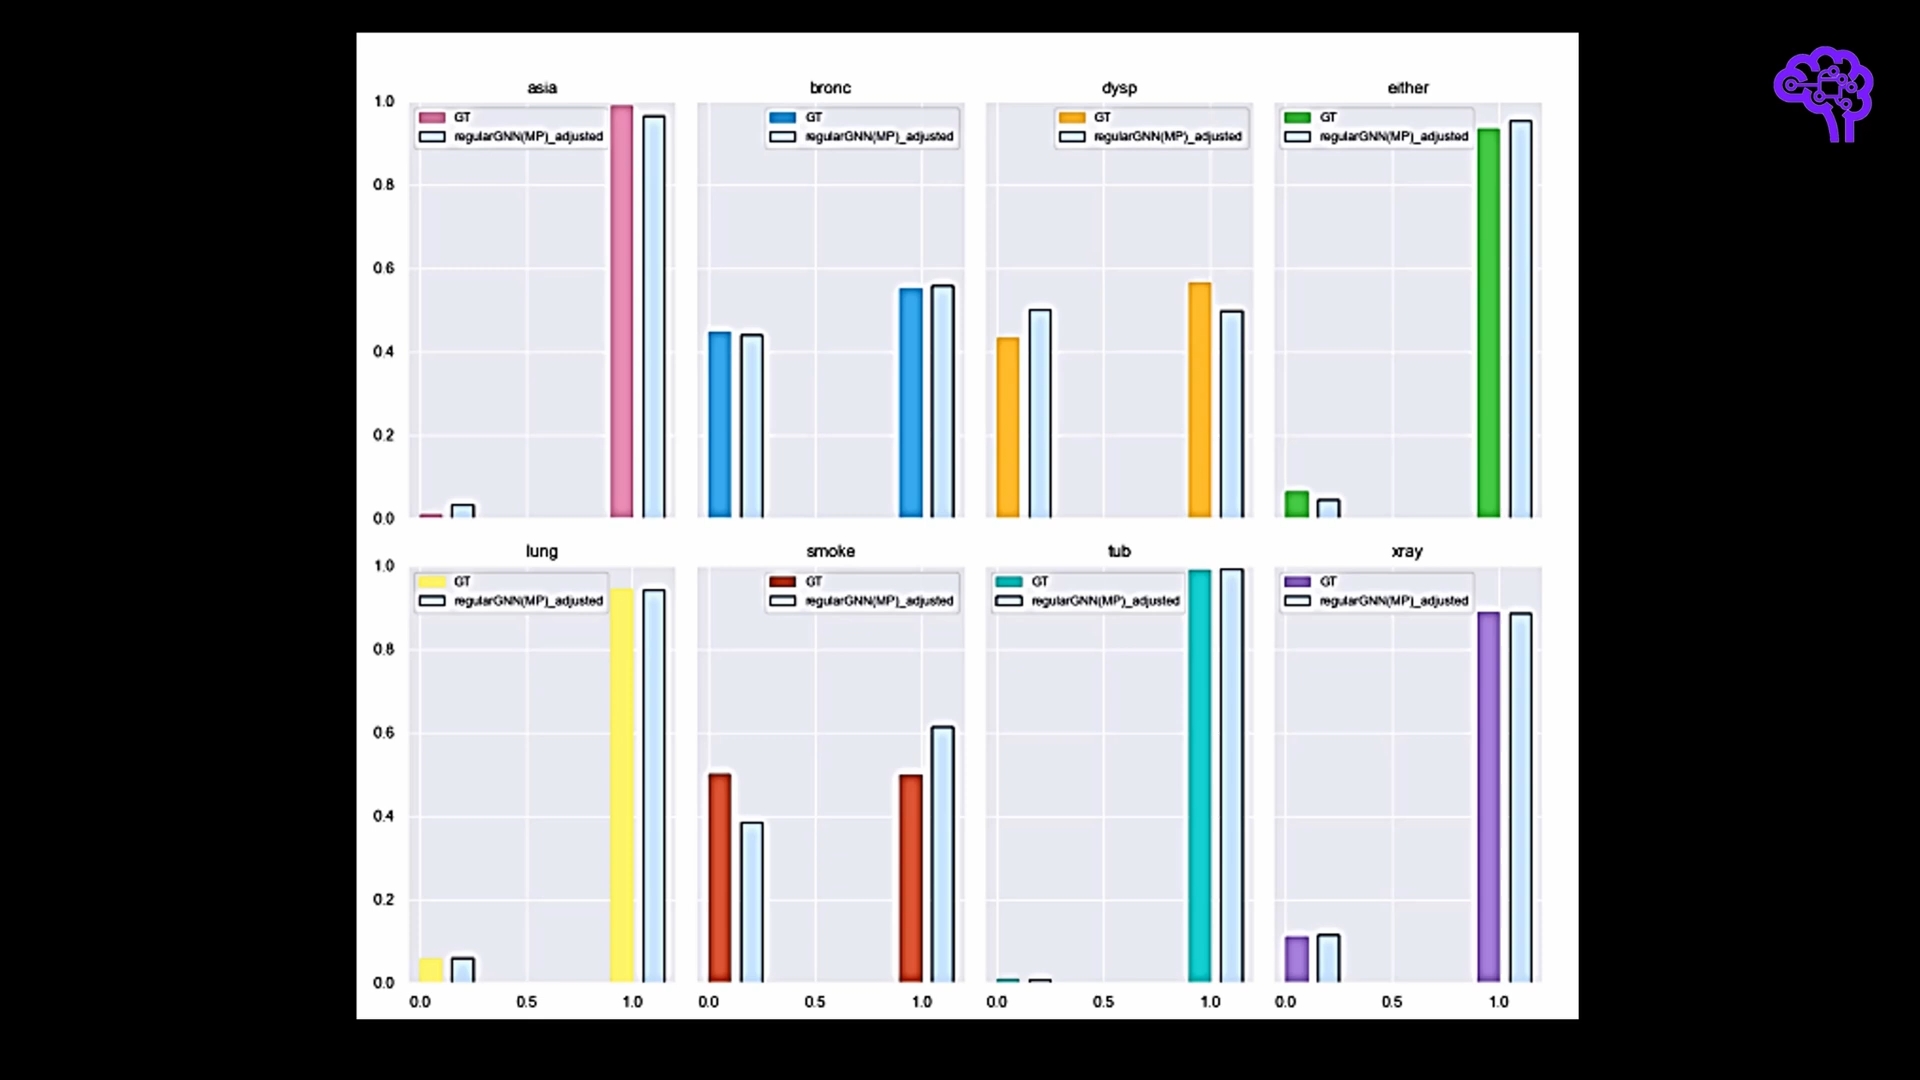 asia bronc dysp either
1.0 GT GT GT GT
regularGNN(MP)_adjusted regularGNN(MP)_adjusted regularGNN(MP)_adjusted regularGNN(MP)_adjusted
0.8
0.6
0.4
0.2
0.0
lung smoke tub xray
1.0 GT GT GT GT
regularGNN(MP)_adjusted regularGNN(MP)_adjusted regularGNN(MP)_adjusted regularGNN(MP)_adjusted
0.8
0.6
0.4
0.2
0.0
0.0 0.5 1.0 0.0 0.5 1.0 0.0 0.5 1.0 0.0 0.5 1.0